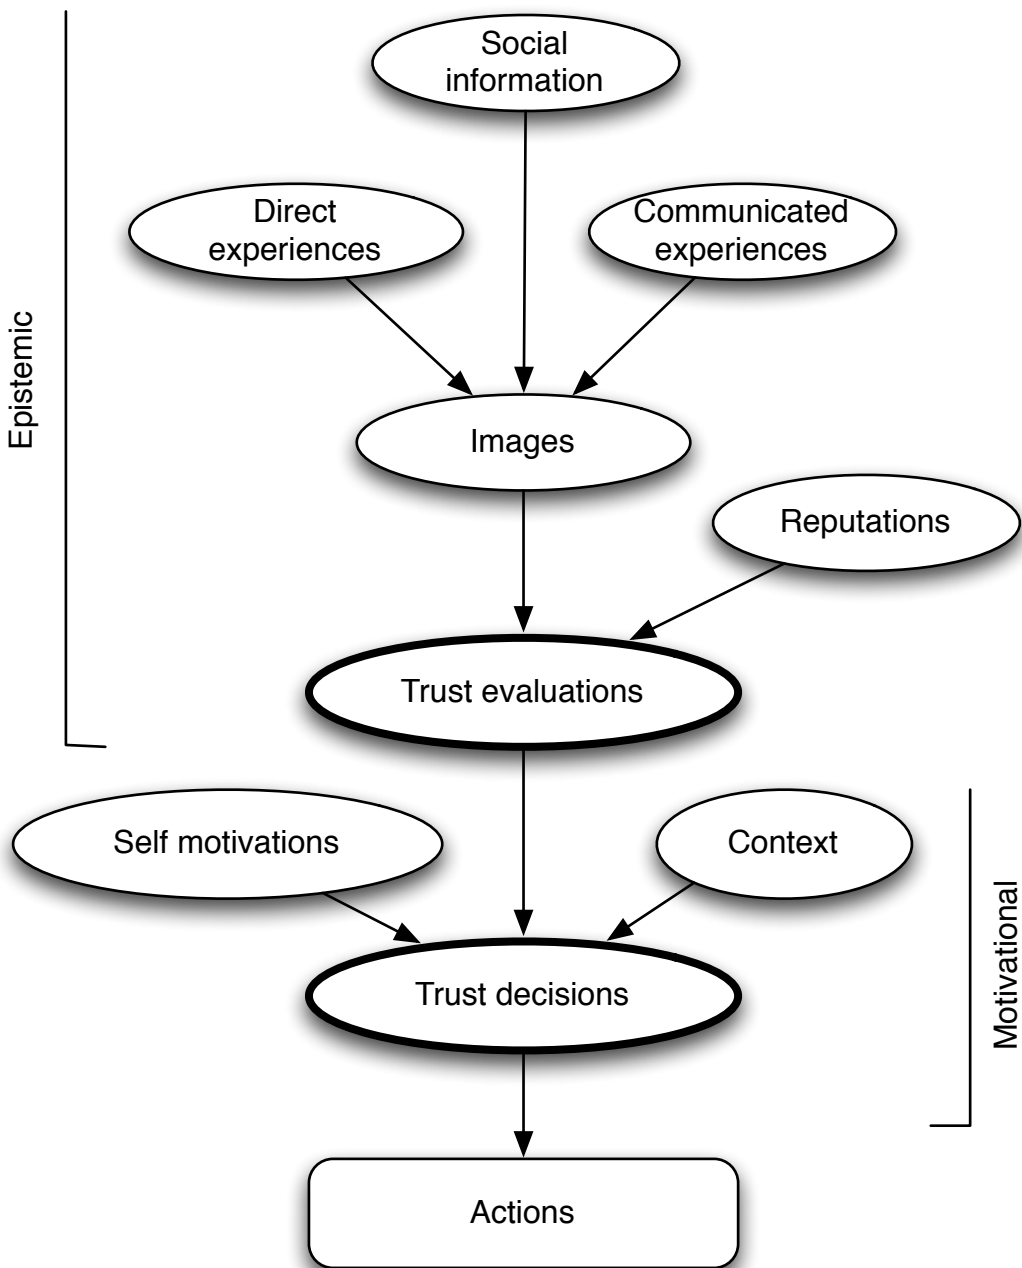 Social
information
Direct
experiences
Communicated
experiences
Epistemic
Images
Reputations
Trust evaluations
Self motivations
Context
Motivational
Trust decisions
Actions